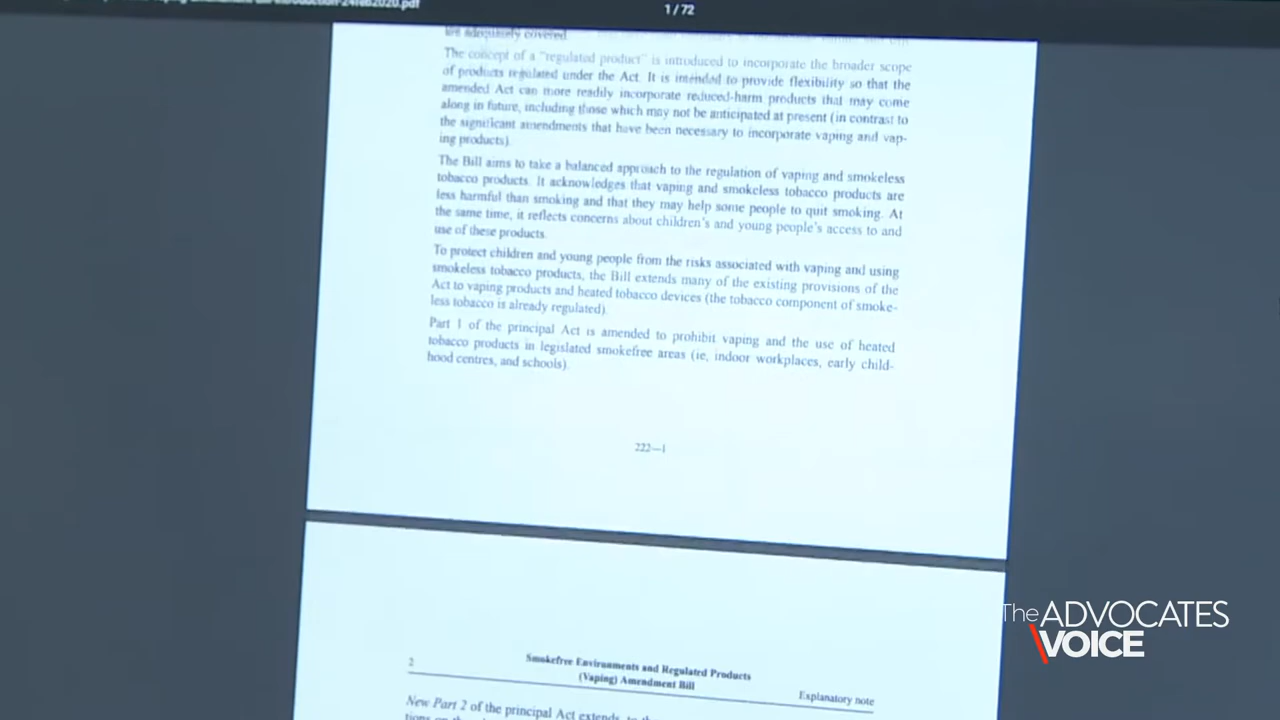 1 / 72
are adequately covered.
The concept of a "regulated product" is introduced to incorporate the broader scope
of products regulated under the Act. It is intended to provide flexibility so that the
amended Act can more readily incorporate reduced-harm products that may come
along in future, including those which may not be anticipated at present (in contrast to
the significant amendments that have been necessary to incorporate vaping and vap-
ing products).
The Bill aims to take a balanced approach to the regulation of vaping and smokeless
tobacco products. It acknowledges that vaping and smokeless tobacco products are
less harmful than smoking and that they may help some people to quit smoking. At
the same time, it reflects concerns about children's and young people's access to and
use of these products.
To protect children and young people from the risks associated with vaping and using
smokeless tobacco products, the Bill extends many of the existing provisions of the
Act to vaping products and heated tobacco devices (the tobacco component of smoke-
less tobacco is already regulated).
Part 1 of the principal Act is amended to prohibit vaping and the use of heated
tobacco products in legislated smokefree areas (ie, indoor workplaces, early child-
hood centres, and schools).
222—1
2
Smokefree Environments and Regulated Products
(Vaping) Amendment Bill
Explanatory note
New Part 2 of the principal Act extends, to
The ADVOCATES
VOICE